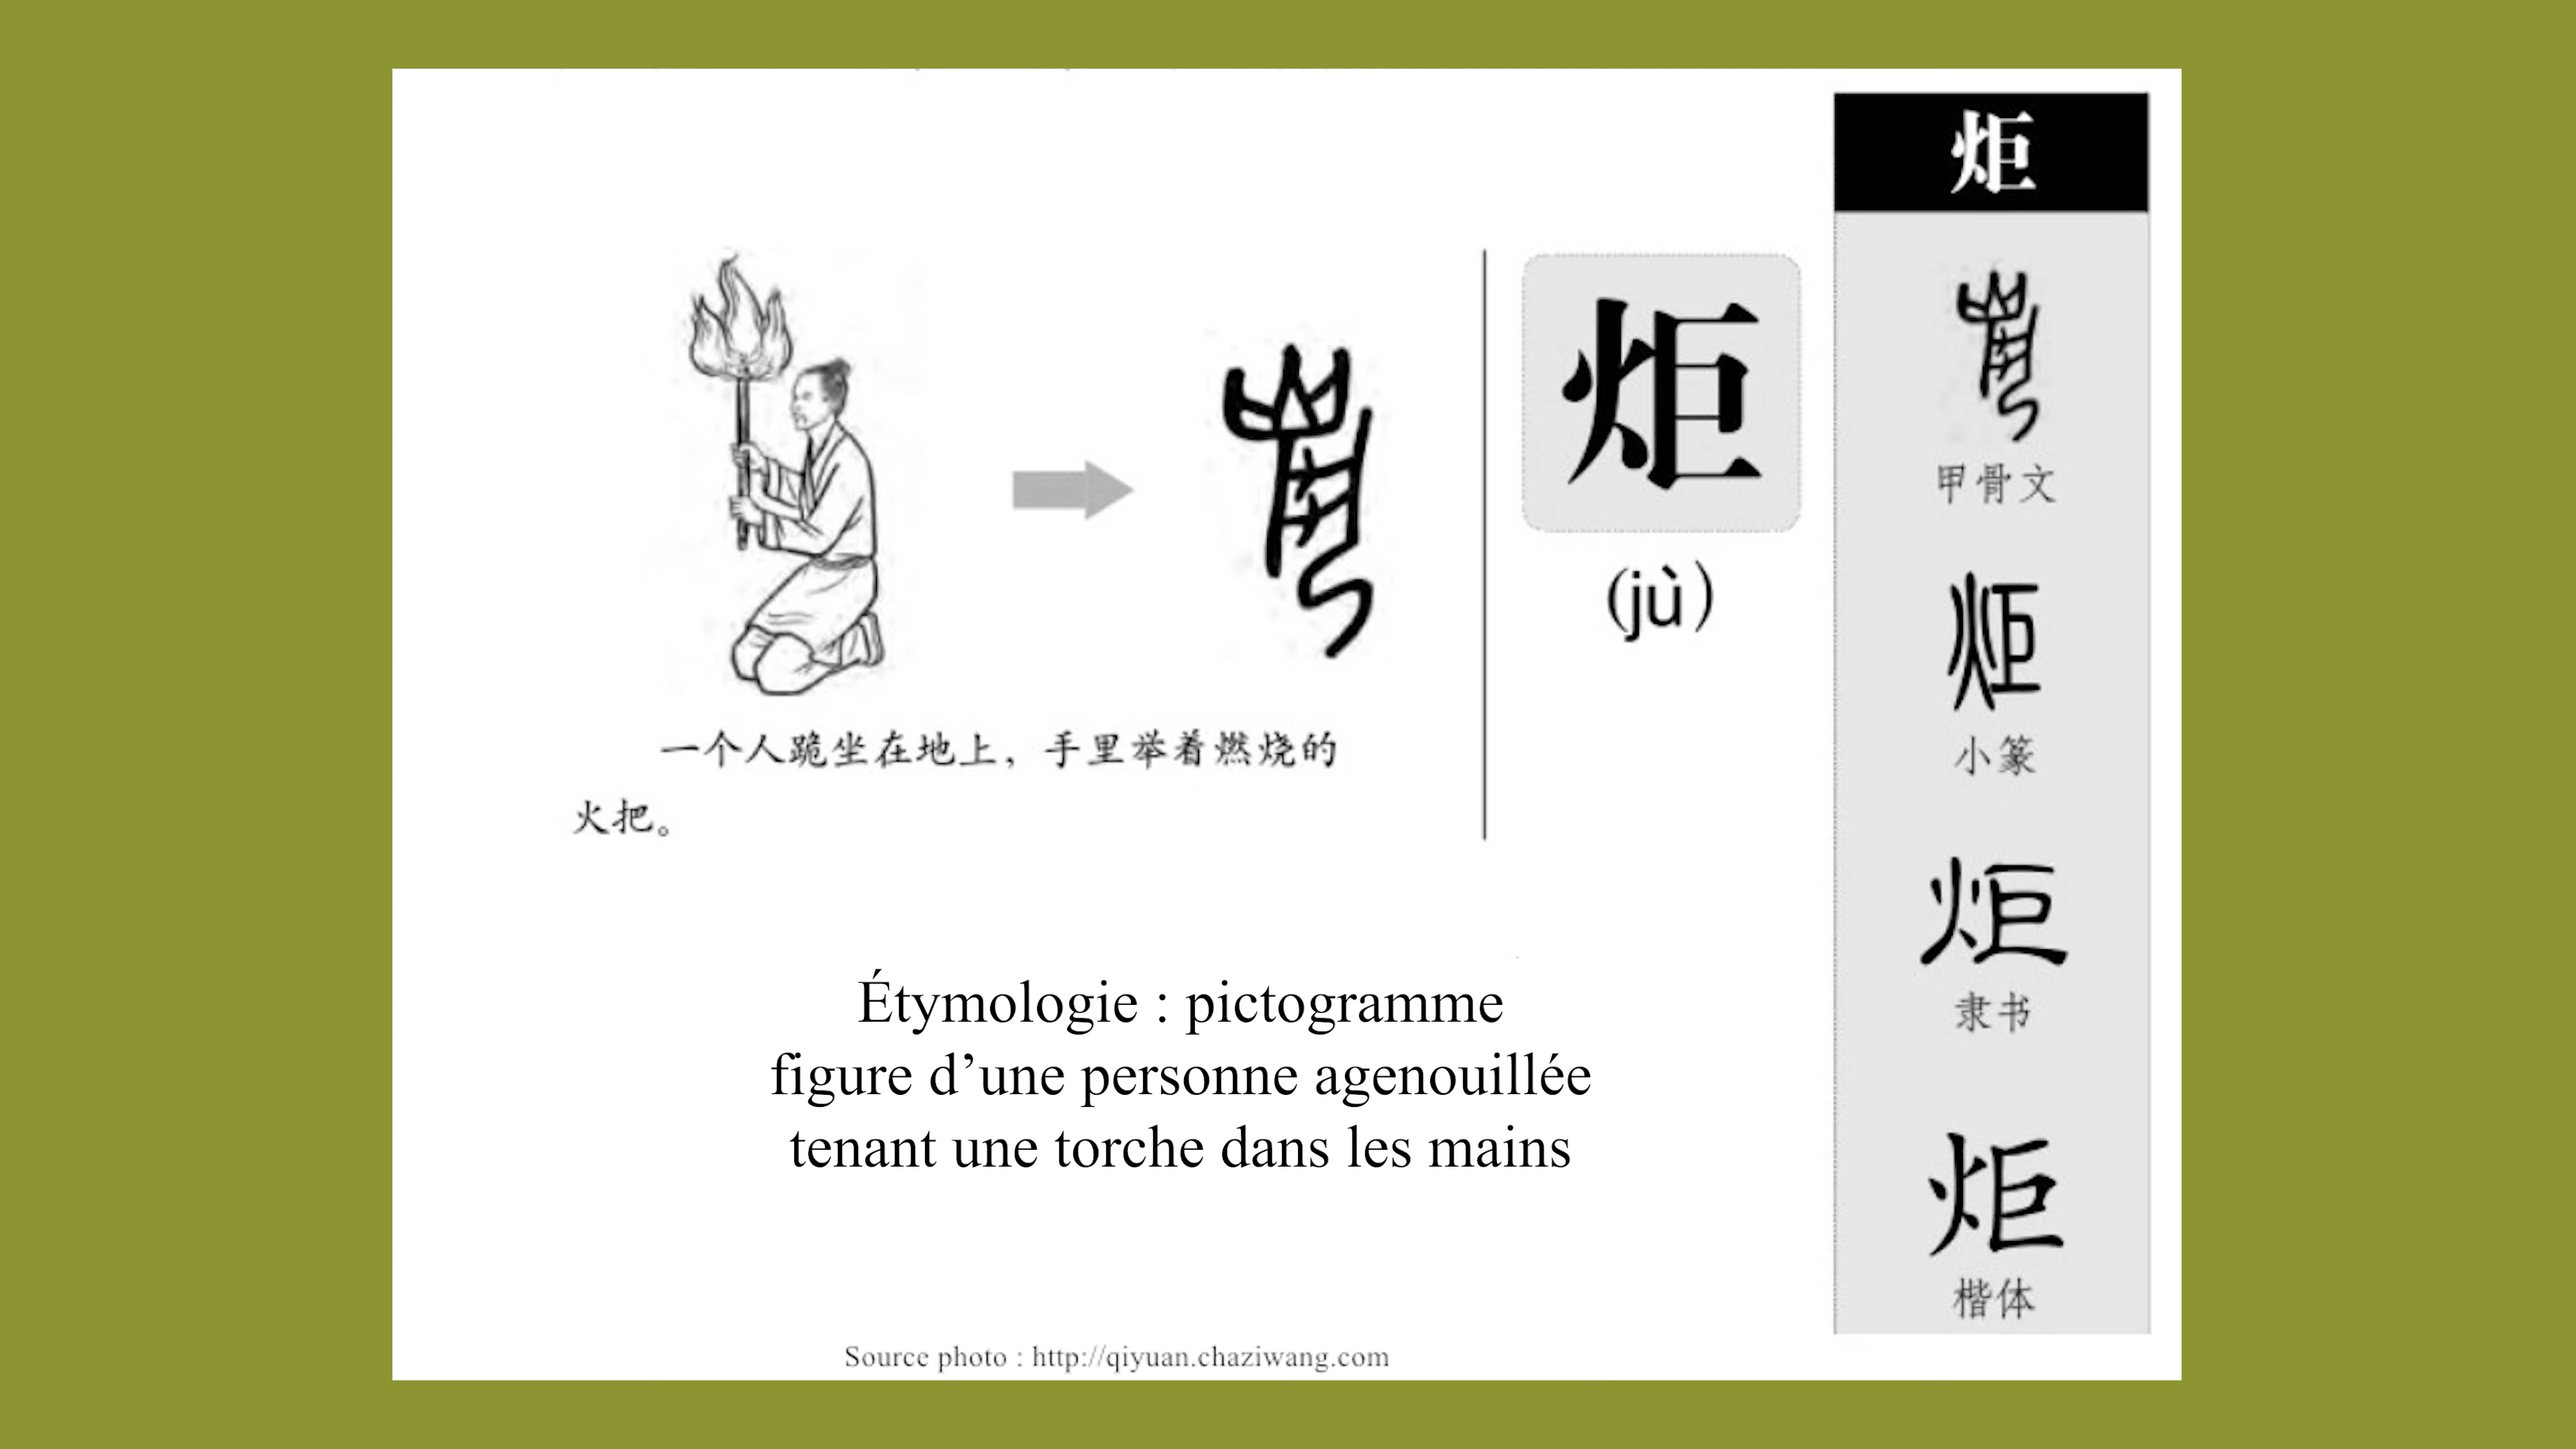 一个人跪坐在地上，手里举着燃烧的
火把。
炬
(jù)
炬
甲骨文
炬
小篆
炬
隶书
炬
楷体
Étymologie : pictogramme
figure d’une personne agenouillée
tenant une torche dans les mains
Source photo : http://qiyuan.chaziwang.com